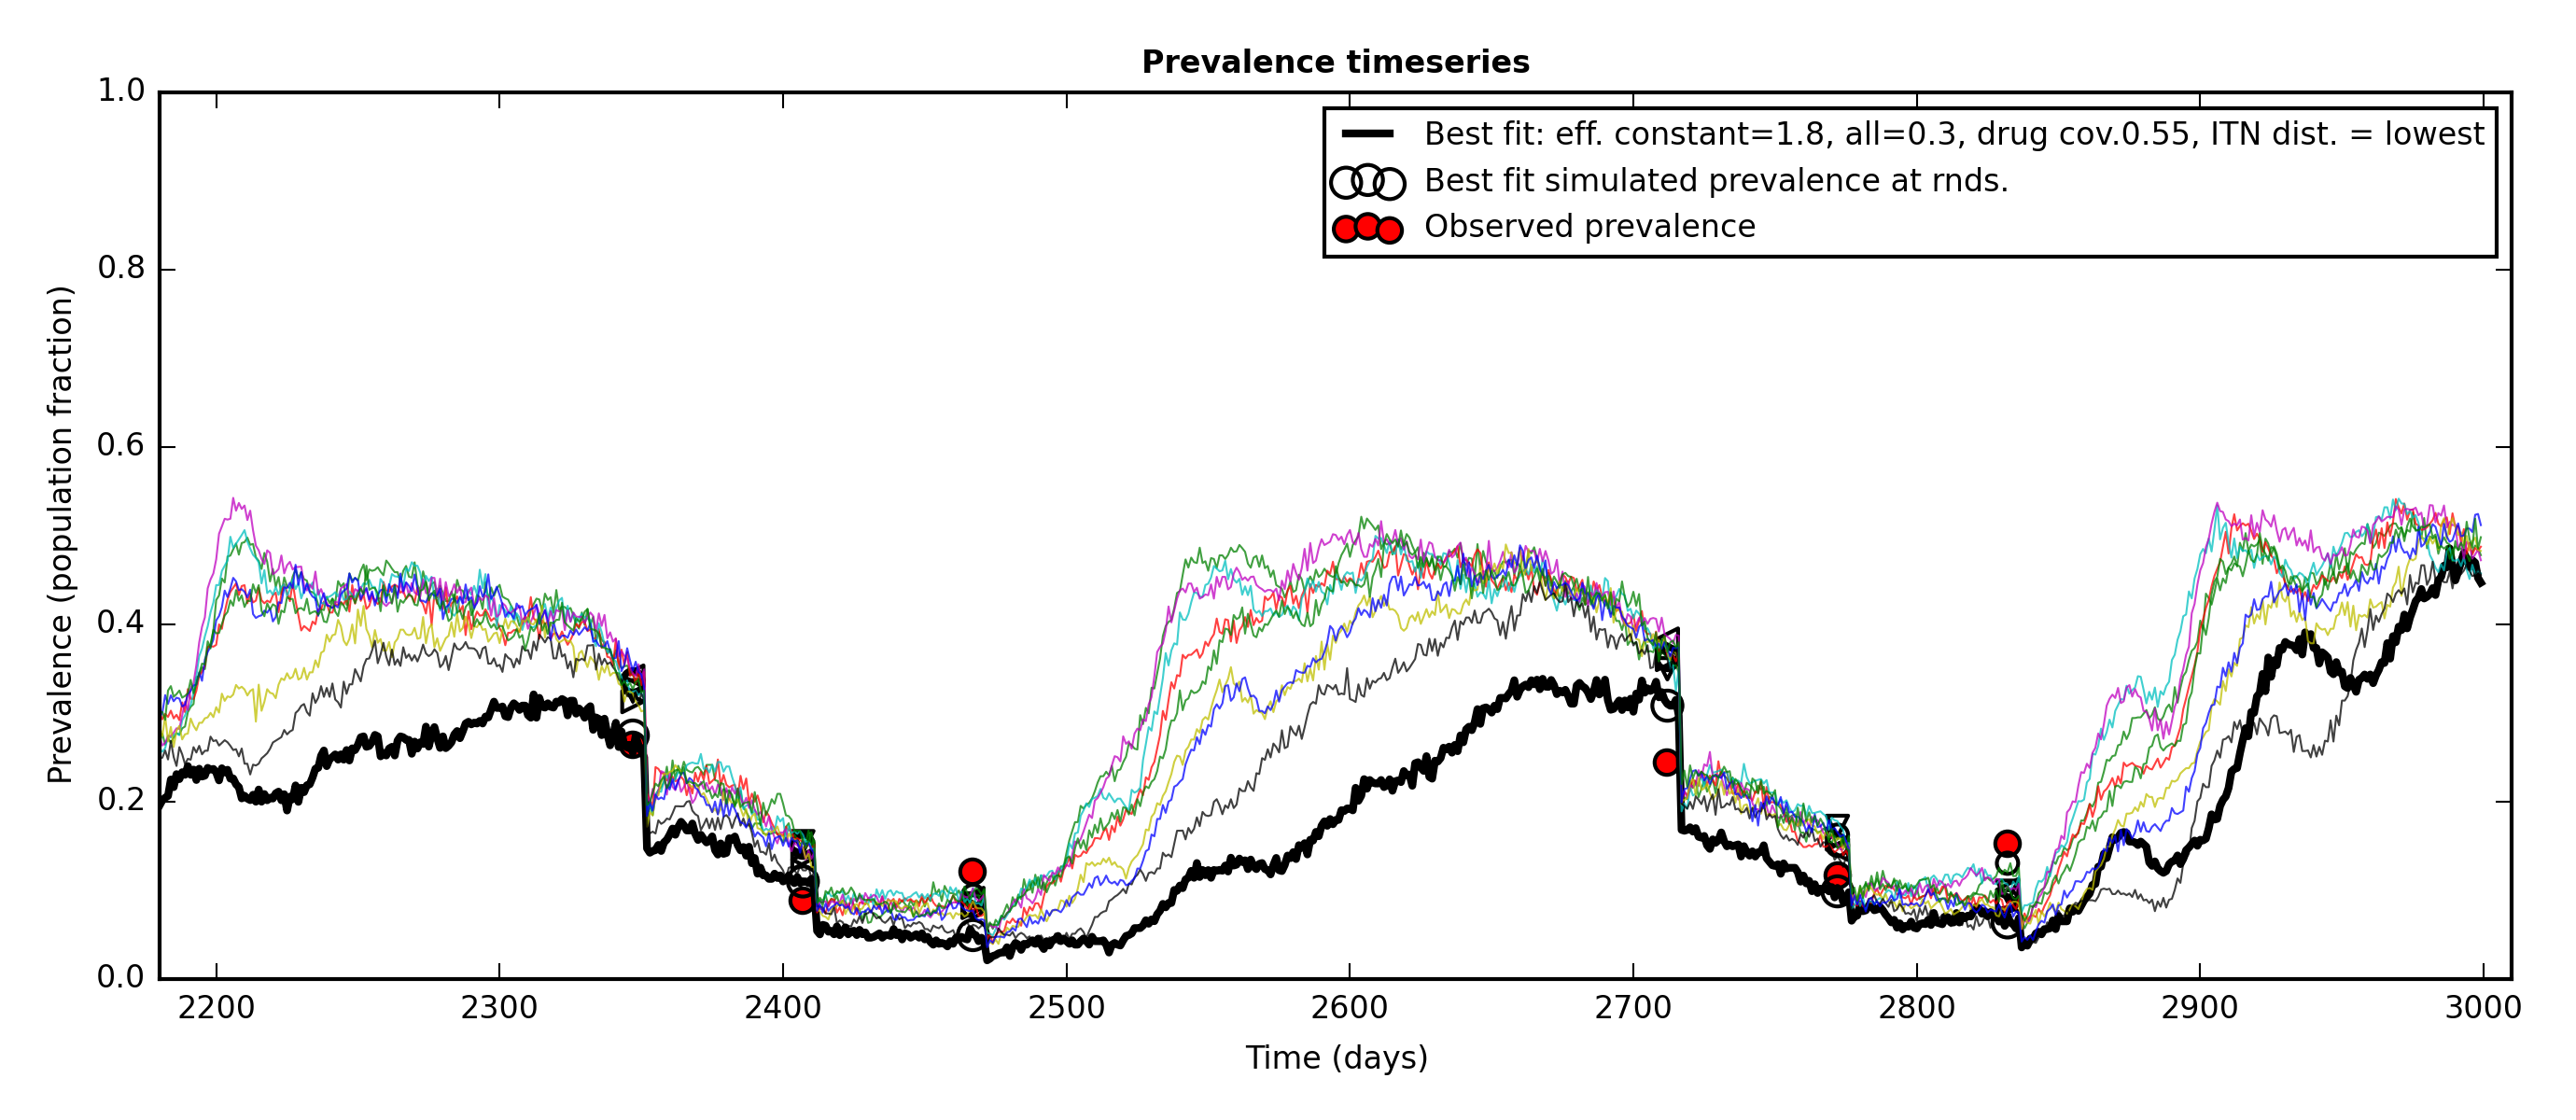 Prevalence timeseries
1.0
0.8
0.6
0.4
0.2
0.0
Prevalence (population fraction)
Best fit: eff. constant=1.8, all=0.3, drug cov.0.55, ITN dist. = lowest
Best fit simulated prevalence at rnds.
Observed prevalence
2200 2300 2400 2500 2600 2700 2800 2900 3000
Time (days)